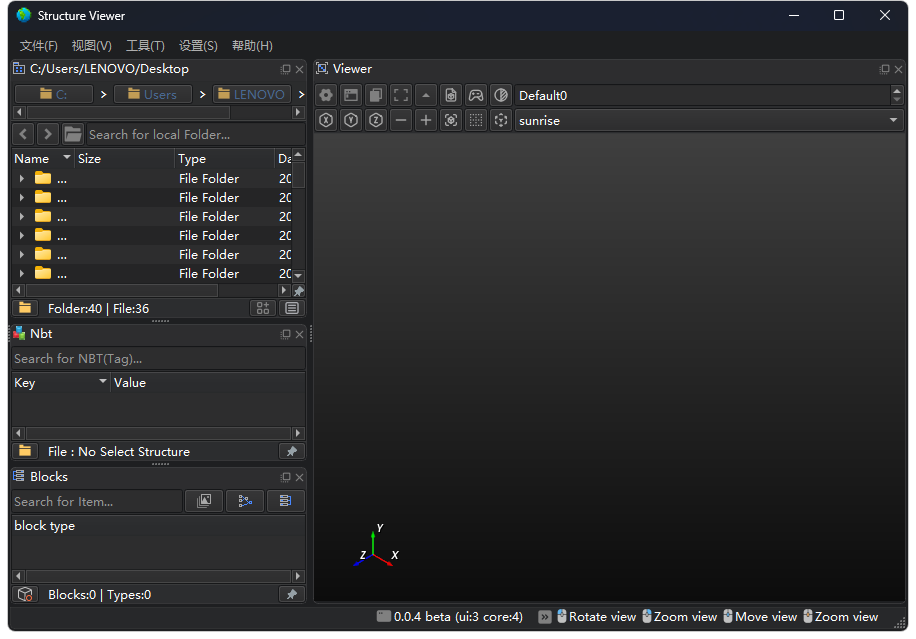 Structure Viewer
文件(F) 视图(V) 工具(T) 设置(S) 帮助(H)
C:/Users/LENOVO/Desktop
C: > Users > LENOVO >
Search for local Folder...
Name Size Type Da
... File Folder 20
... File Folder 20
... File Folder 20
... File Folder 20
... File Folder 20
... File Folder 20
Folder:40 | File:36
Nbt
Search for NBT(Tag)...
Key Value
File : No Select Structure
Blocks
Search for Item...
block type
Blocks:0 | Types:0
Viewer
Default0
X Y Z sunrise
Y
Z X
0.0.4 beta (ui:3 core:4) Rotate view Zoom view Move view Zoom view